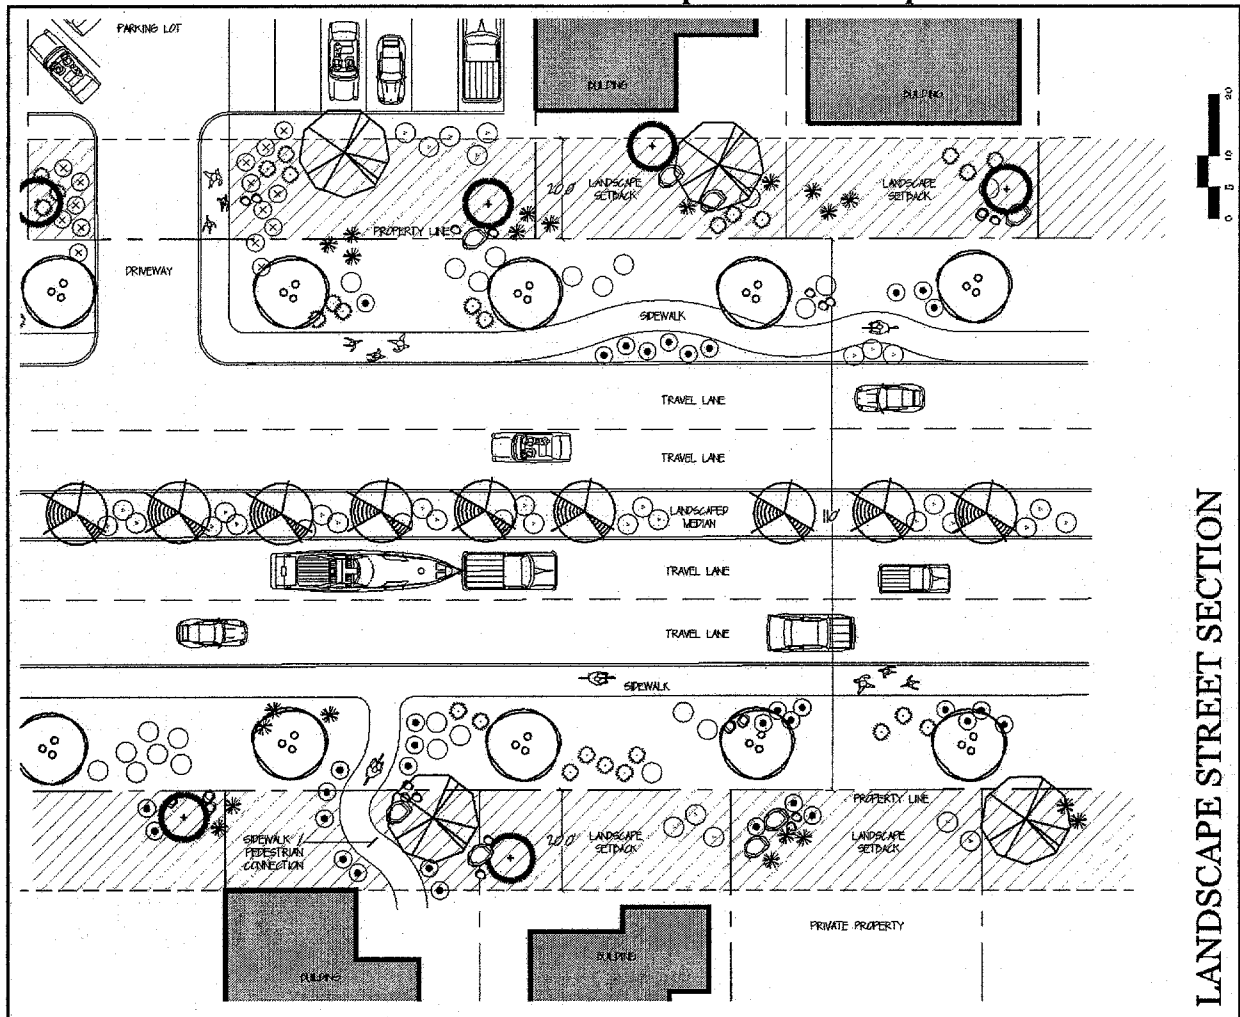 PARKING LOT
BUILDING
BUILDING
20
10
5
0
20.0
LANDSCAPE
SETBACK
LANDSCAPE
SETBACK
PROPERTY LINE
DRIVEWAY
SIDEWALK
TRAVEL LANE
TRAVEL LANE
LANDSCAPED
MEDIAN
110
TRAVEL LANE
TRAVEL LANE
SIDEWALK
PROPERTY LINE
SIDEWALK /
PEDESTRIAN
CONNECTION
20.0
LANDSCAPE
SETBACK
LANDSCAPE
SETBACK
PRIVATE PROPERTY
BUILDING
BUILDING
LANDSCAPE STREET SECTION